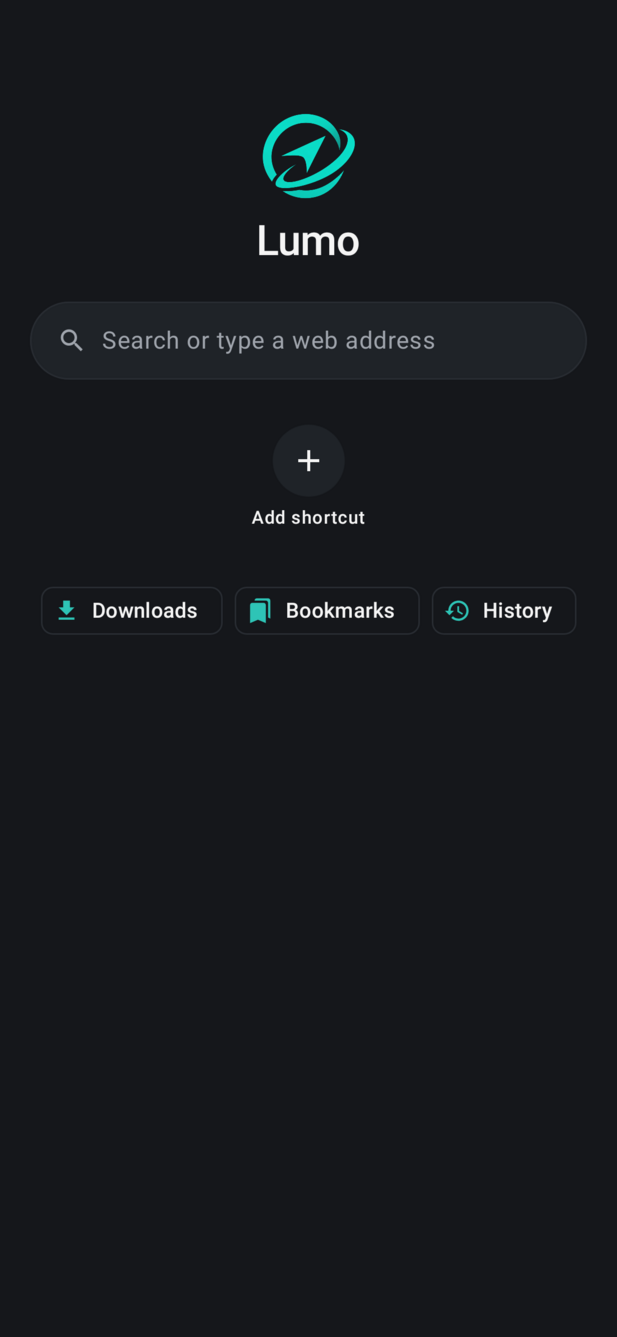 Lumo
Search or type a web address
Add shortcut
Downloads
Bookmarks
History